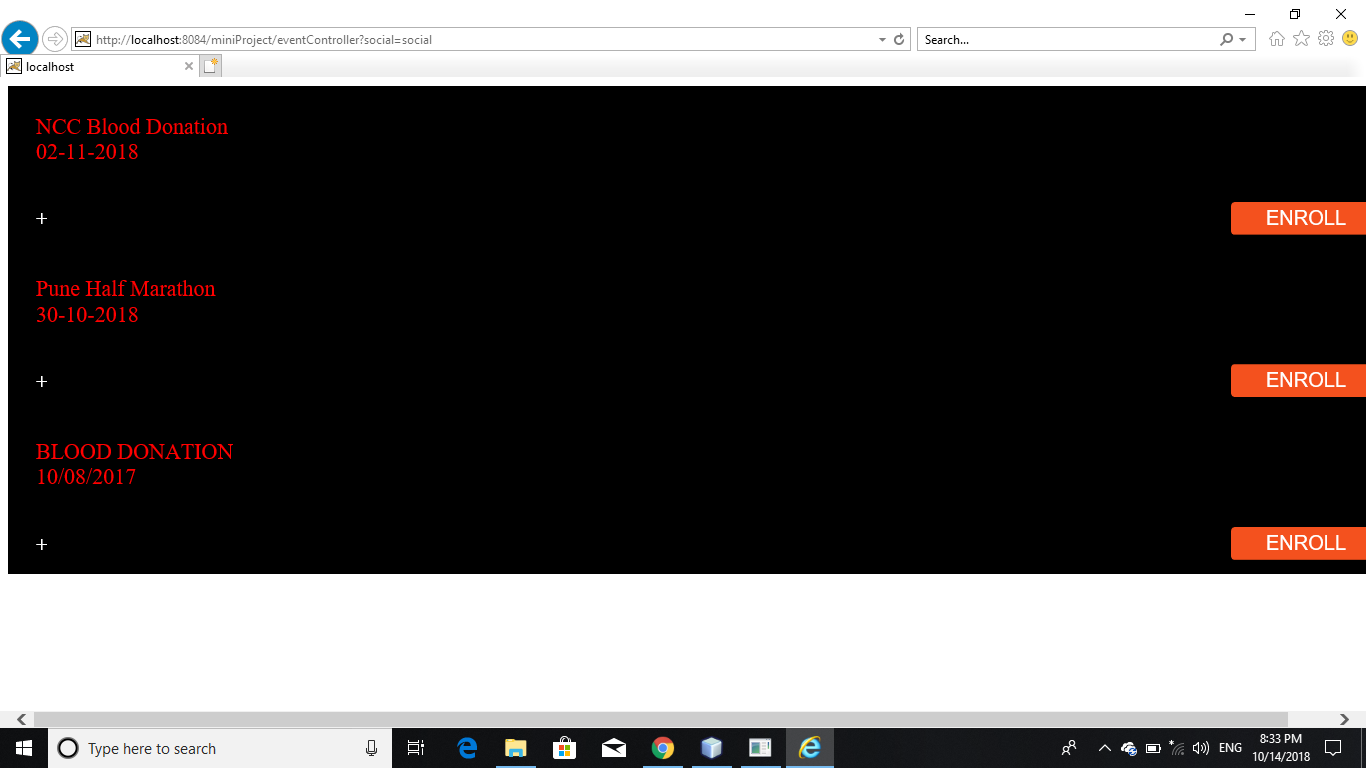 http://localhost:8084/miniProject/eventController?social=social
Search...
localhost
NCC Blood Donation
02-11-2018
+
ENROLL
Pune Half Marathon
30-10-2018
+
ENROLL
BLOOD DONATION
10/08/2017
+
ENROLL
Type here to search
ENG
8:33 PM
10/14/2018